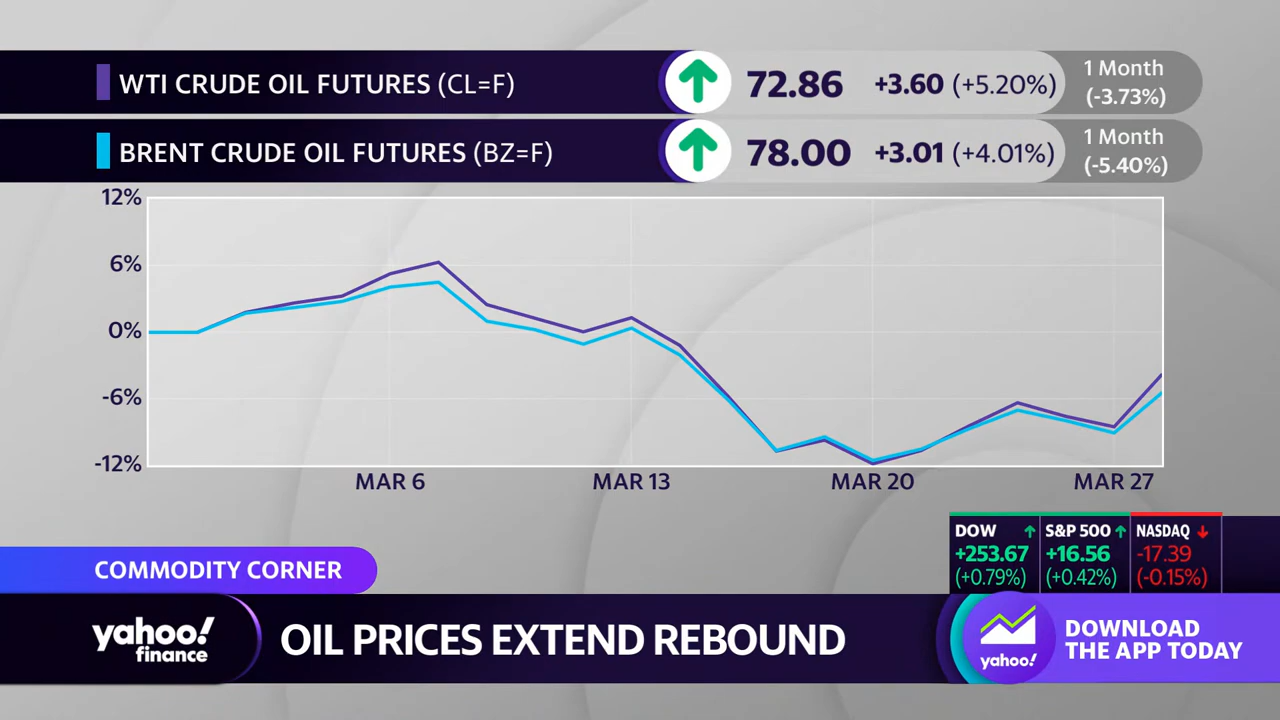 WTI CRUDE OIL FUTURES (CL=F) 72.86 +3.60 (+5.20%) 1 Month (-3.73%)
BRENT CRUDE OIL FUTURES (BZ=F) 78.00 +3.01 (+4.01%) 1 Month (-5.40%)
12%
6%
0%
-6%
-12%
MAR 6 MAR 13 MAR 20 MAR 27
DOW S&P 500 NASDAQ
+253.67 +16.56 -17.39
(+0.79%) (+0.42%) (-0.15%)
COMMODITY CORNER
yahoo!
finance
OIL PRICES EXTEND REBOUND
yahoo!
DOWNLOAD
THE APP TODAY